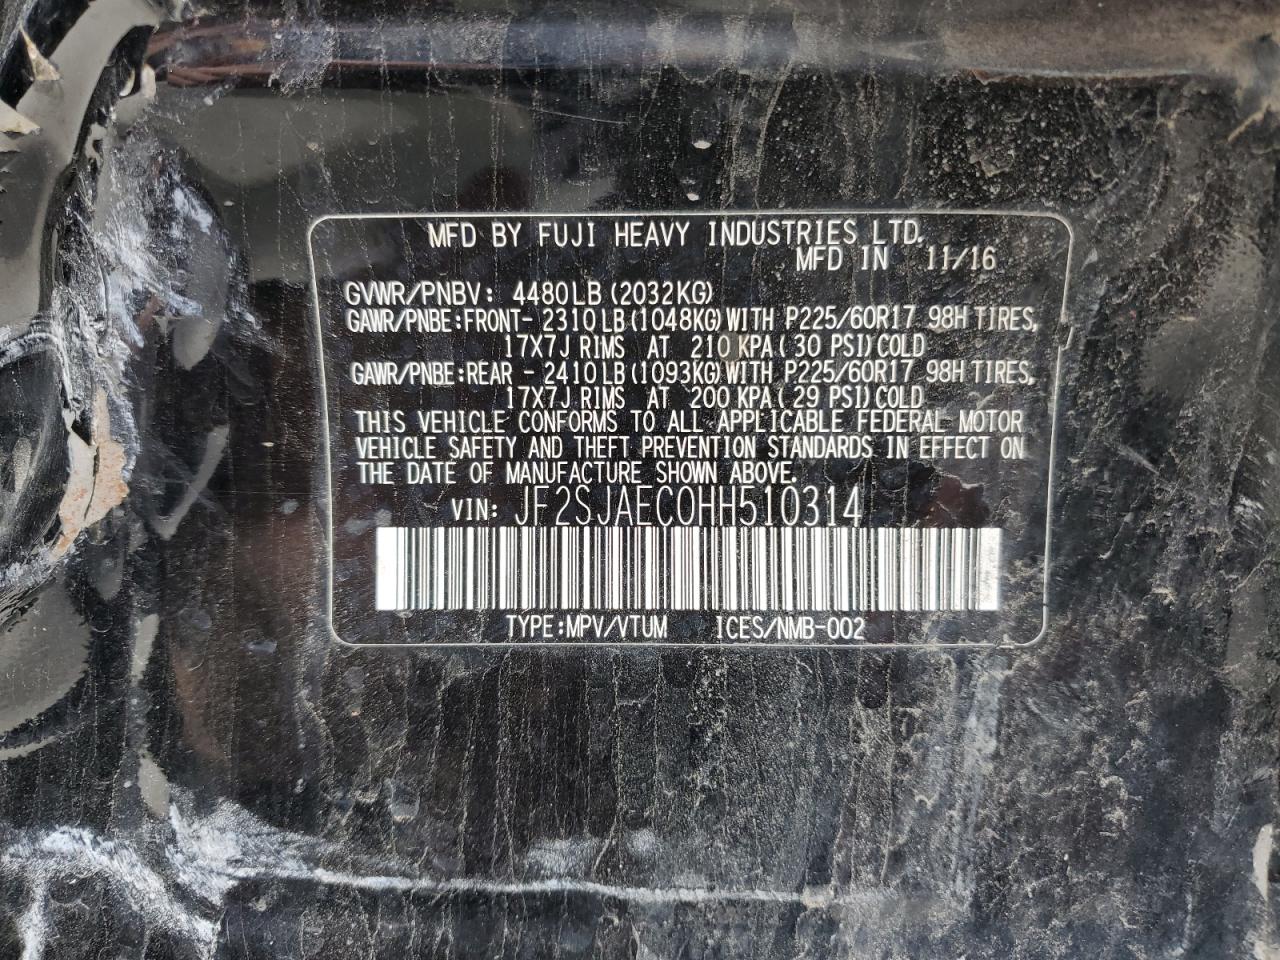 MFD BY FUJI HEAVY INDUSTRIES LTD.
MFD IN 11/16
GVWR/PNBV: 4480LB (2032KG)
GAWR/PNBE:FRONT- 2310LB(1048KG)WITH P225/60R17 98H TIRES,
17X7J RIMS AT 210 KPA( 30 PSI)COLD
GAWR/PNBE:REAR - 2410LB(1093KG)WITH P225/60R17 98H TIRES,
17X7J RIMS AT 200 KPA( 29 PSI)COLD
THIS VEHICLE CONFORMS TO ALL APPLICABLE FEDERAL MOTOR
VEHICLE SAFETY AND THEFT PREVENTION STANDARDS IN EFFECT ON
THE DATE OF MANUFACTURE SHOWN ABOVE.
VIN: JF2SJAEC0HH510314
TYPE:MPV/VTUM ICES/NMB-002